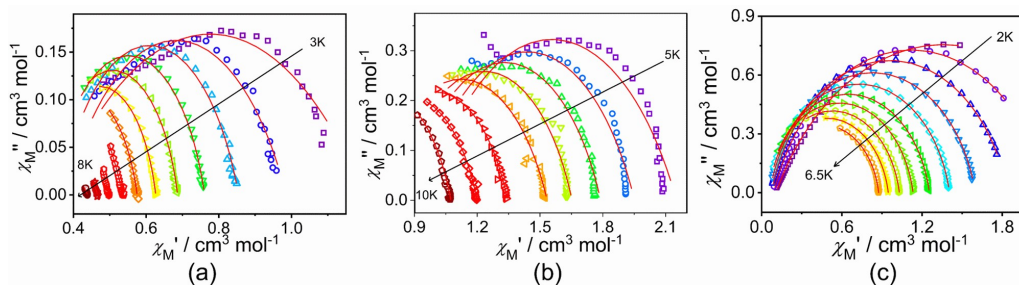 χM'' / cm³ mol⁻¹
0.15
0.10
0.05
0.00
3K
8K
0.4 0.6 0.8 1.0
χM' / cm³ mol⁻¹
(a)
χM'' / cm³ mol⁻¹
0.3
0.2
0.1
0.0
5K
10K
0.9 1.2 1.5 1.8 2.1
χM' / cm³ mol⁻¹
(b)
χM'' / cm³ mol⁻¹
0.9
0.6
0.3
0.0
2K
6.5K
0.0 0.6 1.2 1.8
χM' / cm³ mol⁻¹
(c)